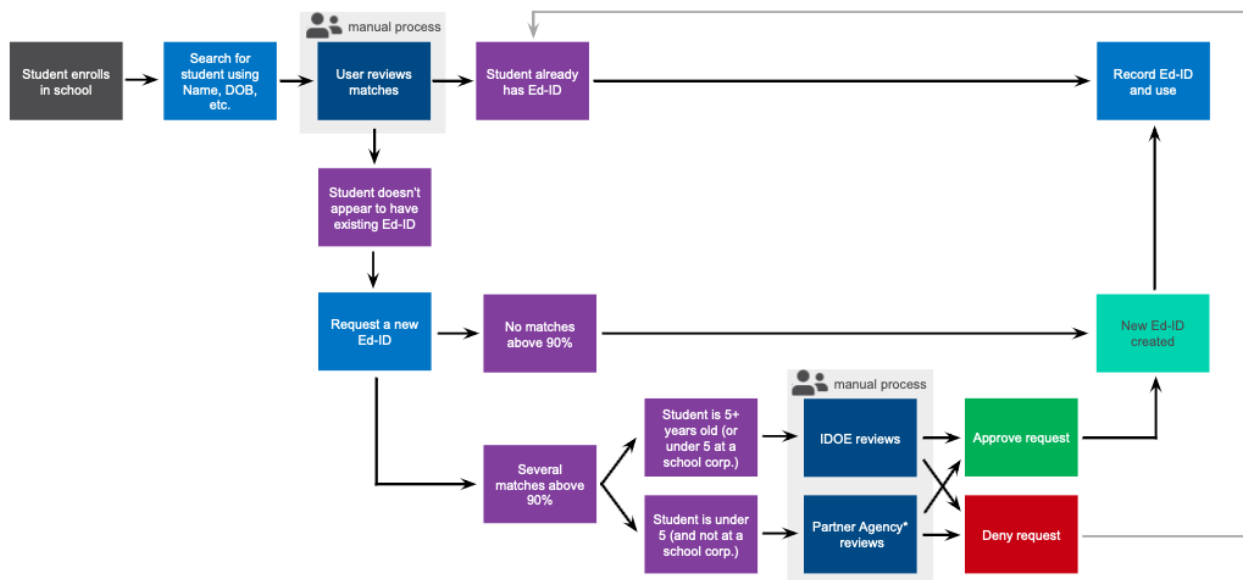 manual process
Student enrolls
in school
Search for
student using
Name, DOB,
etc.
User reviews
matches
Student already
has Ed-ID
Record Ed-ID
and use
Student doesn't
appear to have
existing Ed-ID
Request a new
Ed-ID
No matches
above 90%
New Ed-ID
created
manual process
Several
matches above
90%
Student is 5+
years old (or
under 5 at a
school corp.)
IDOE reviews
Approve request
Student is under
5 (and not at a
school corp.)
Partner Agency*
reviews
Deny request